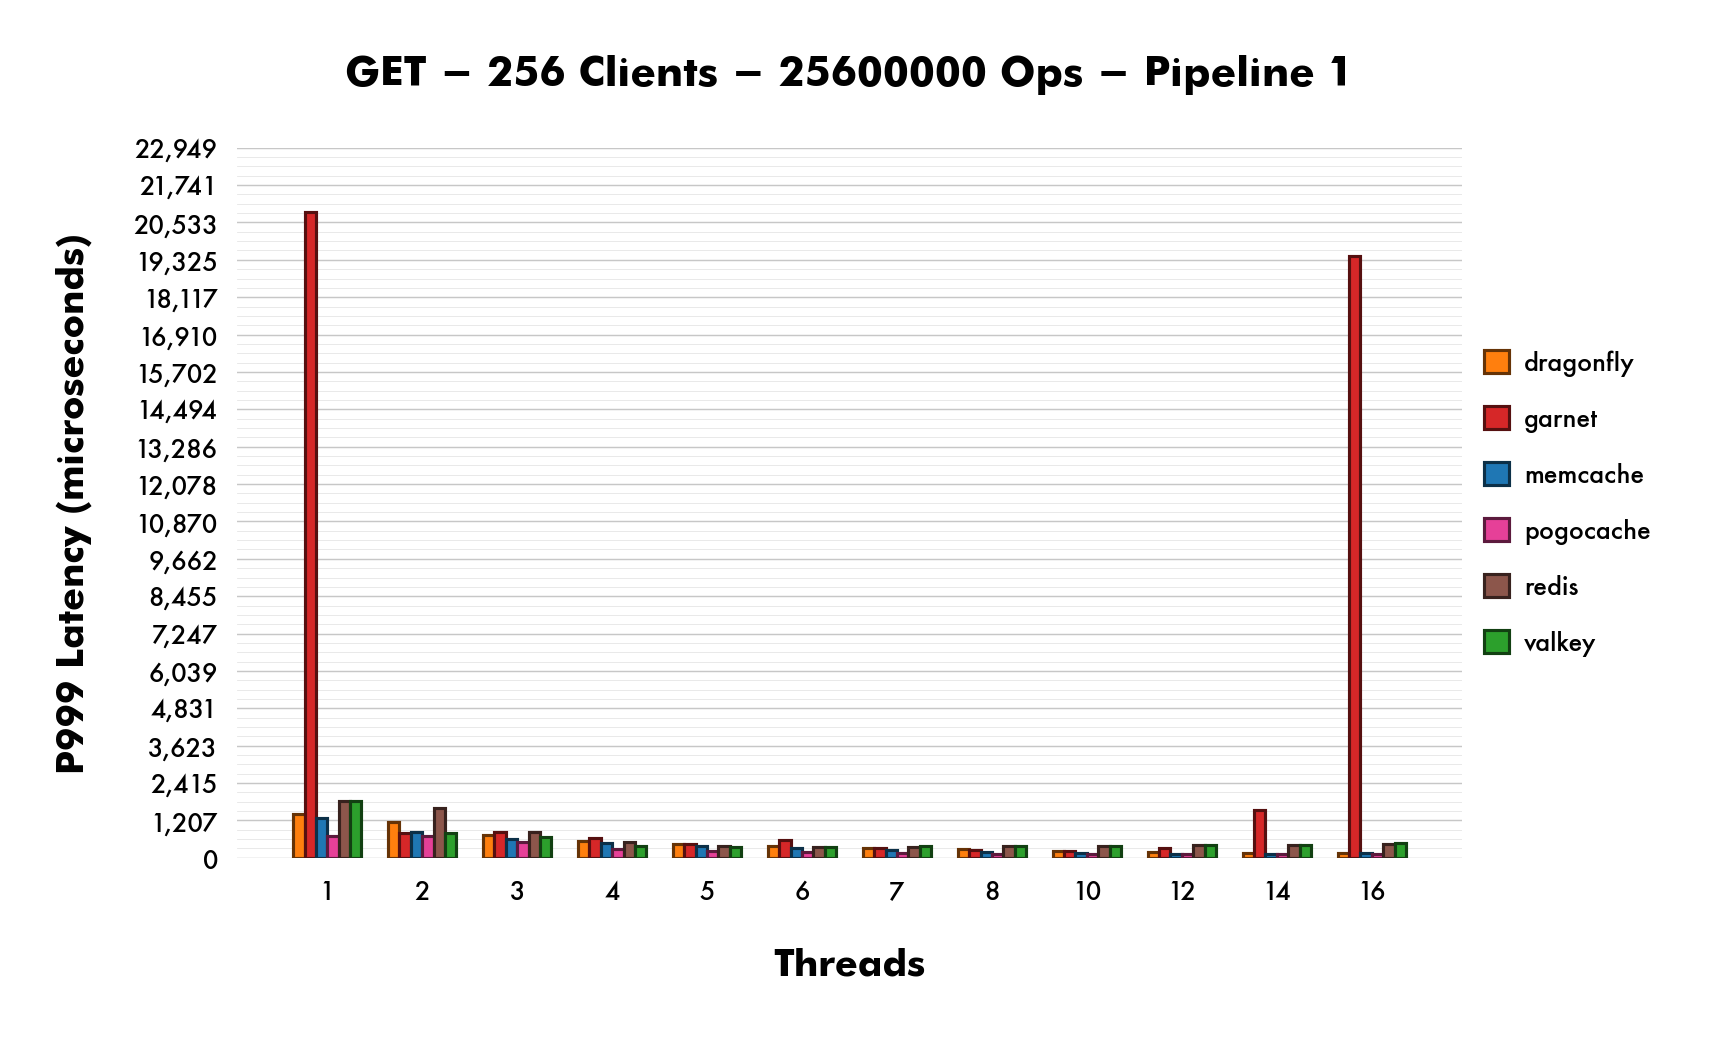 GET – 256 Clients – 25600000 Ops – Pipeline 1
P999 Latency (microseconds)
22,949
21,741
20,533
19,325
18,117
16,910
15,702
14,494
13,286
12,078
10,870
9,662
8,455
7,247
6,039
4,831
3,623
2,415
1,207
0
1 2 3 4 5 6 7 8 10 12 14 16
Threads
dragonfly
garnet
memcache
pogocache
redis
valkey